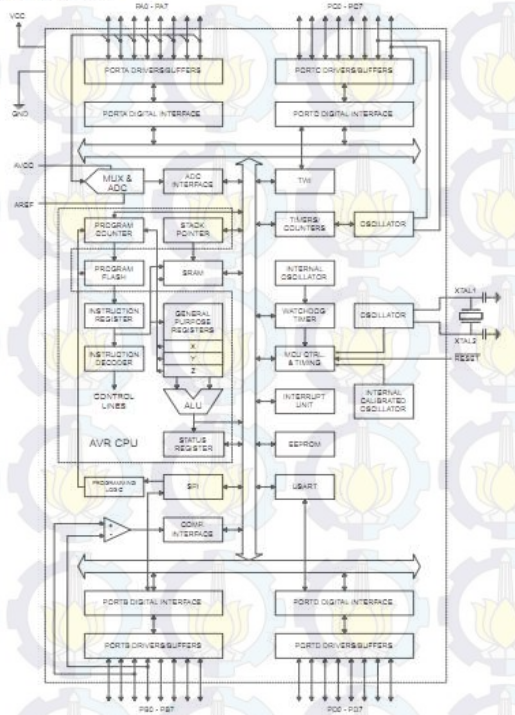 PA0 - PA7
PC0 - PC7
VCC
PORTA DRIVERS/BUFFERS
PORTC DRIVERS/BUFFERS
GND
PORTA DIGITAL INTERFACE
PORTC DIGITAL INTERFACE
AVCC
MUX &
ADC
ADC
INTERFACE
TWI
AREF
PROGRAM
COUNTER
STACK
POINTER
TIMERS/
COUNTERS
OSCILLATOR
PROGRAM
FLASH
SRAM
INTERNAL
OSCILLATOR
XTAL1
INSTRUCTION
REGISTER
GENERAL
PURPOSE
REGISTERS
WATCHDOG
TIMER
OSCILLATOR
XTAL2
X
INSTRUCTION
DECODER
Y
MCU CTRL.
& TIMING
RESET
Z
CONTROL
LINES
ALU
INTERRUPT
UNIT
INTERNAL
CALIBRATED
OSCILLATOR
AVR CPU
STATUS
REGISTER
EEPROM
PROGRAMMING
LOGIC
SPI
USART
+
-
COMP.
INTERFACE
PORTB DIGITAL INTERFACE
PORTD DIGITAL INTERFACE
PORTB DRIVERS/BUFFERS
PORTD DRIVERS/BUFFERS
PB0 - PB7
PD0 - PD7